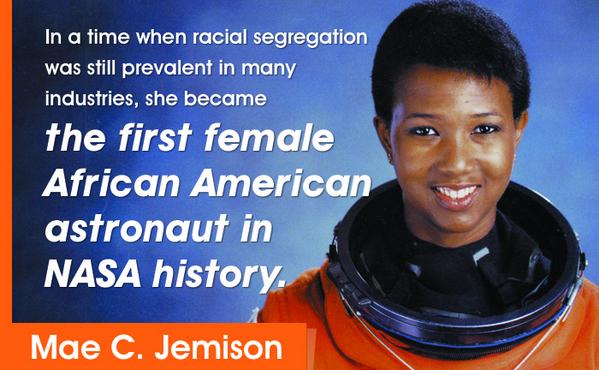 In a time when racial segregation
was still prevalent in many
industries, she became
the first female
African American
astronaut in
NASA history.
Mae C. Jemison